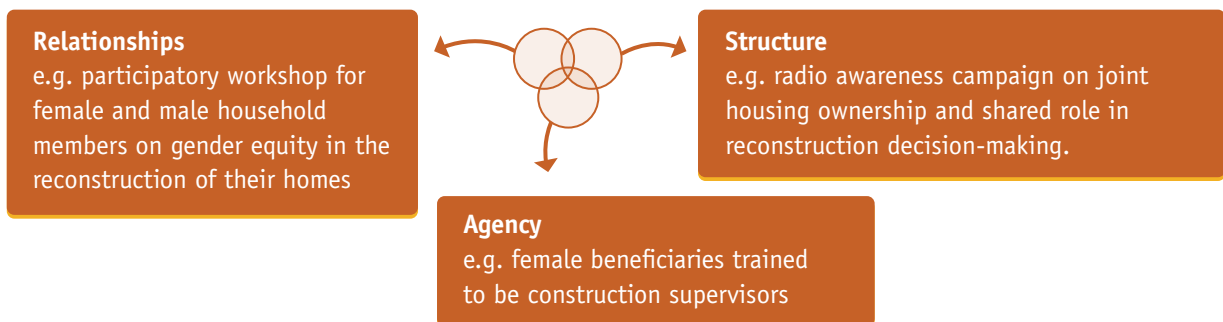 Relationships
e.g. participatory workshop for
female and male household
members on gender equity in the
reconstruction of their homes
Structure
e.g. radio awareness campaign on joint
housing ownership and shared role in
reconstruction decision-making.
Agency
e.g. female beneficiaries trained
to be construction supervisors